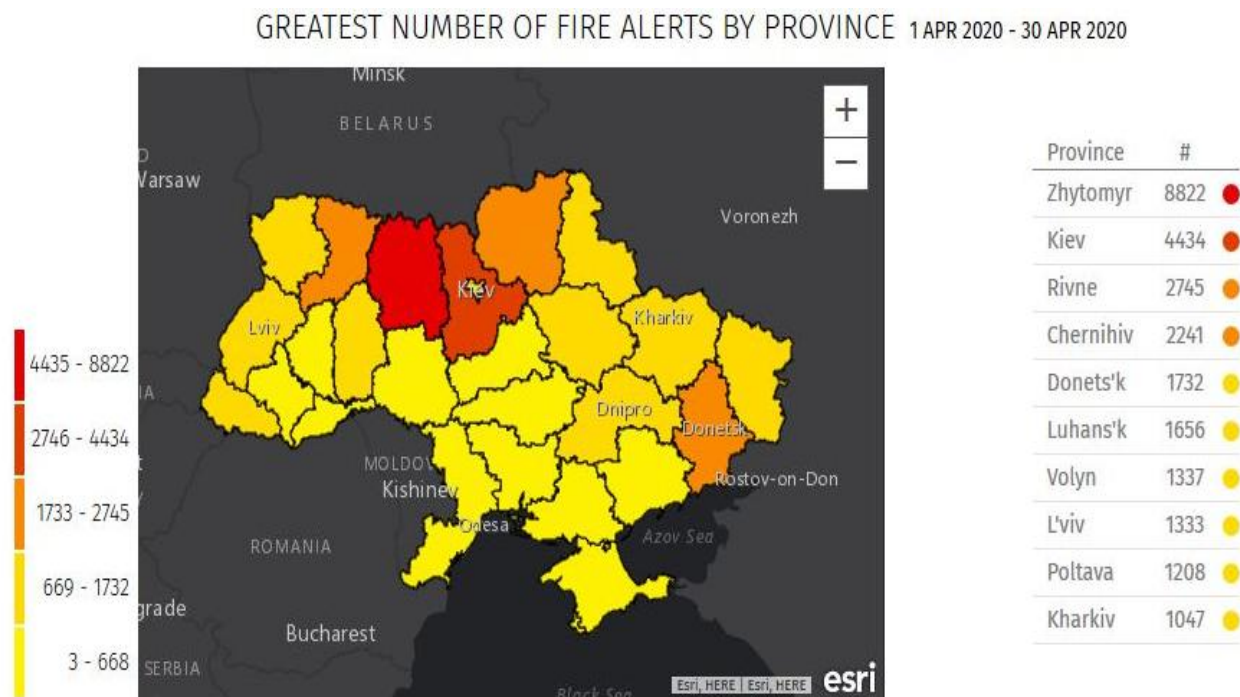 GREATEST NUMBER OF FIRE ALERTS BY PROVINCE 1 APR 2020 - 30 APR 2020
Minsk
BELARUS
Warsaw
Voronezh
Kiev
Lviv
Kharkiv
Dnipro
Donetsk
MOLDOV
Kishinev
Rostov-on-Don
Odesa
Azov Sea
ROMANIA
grade
Bucharest
SERBIA
Black Sea
Esri, HERE | Esri, HERE
esri
+
−
4435 - 8822
2746 - 4434
1733 - 2745
669 - 1732
3 - 668
Province #
Zhytomyr 8822
Kiev 4434
Rivne 2745
Chernihiv 2241
Donets'k 1732
Luhans'k 1656
Volyn 1337
L'viv 1333
Poltava 1208
Kharkiv 1047